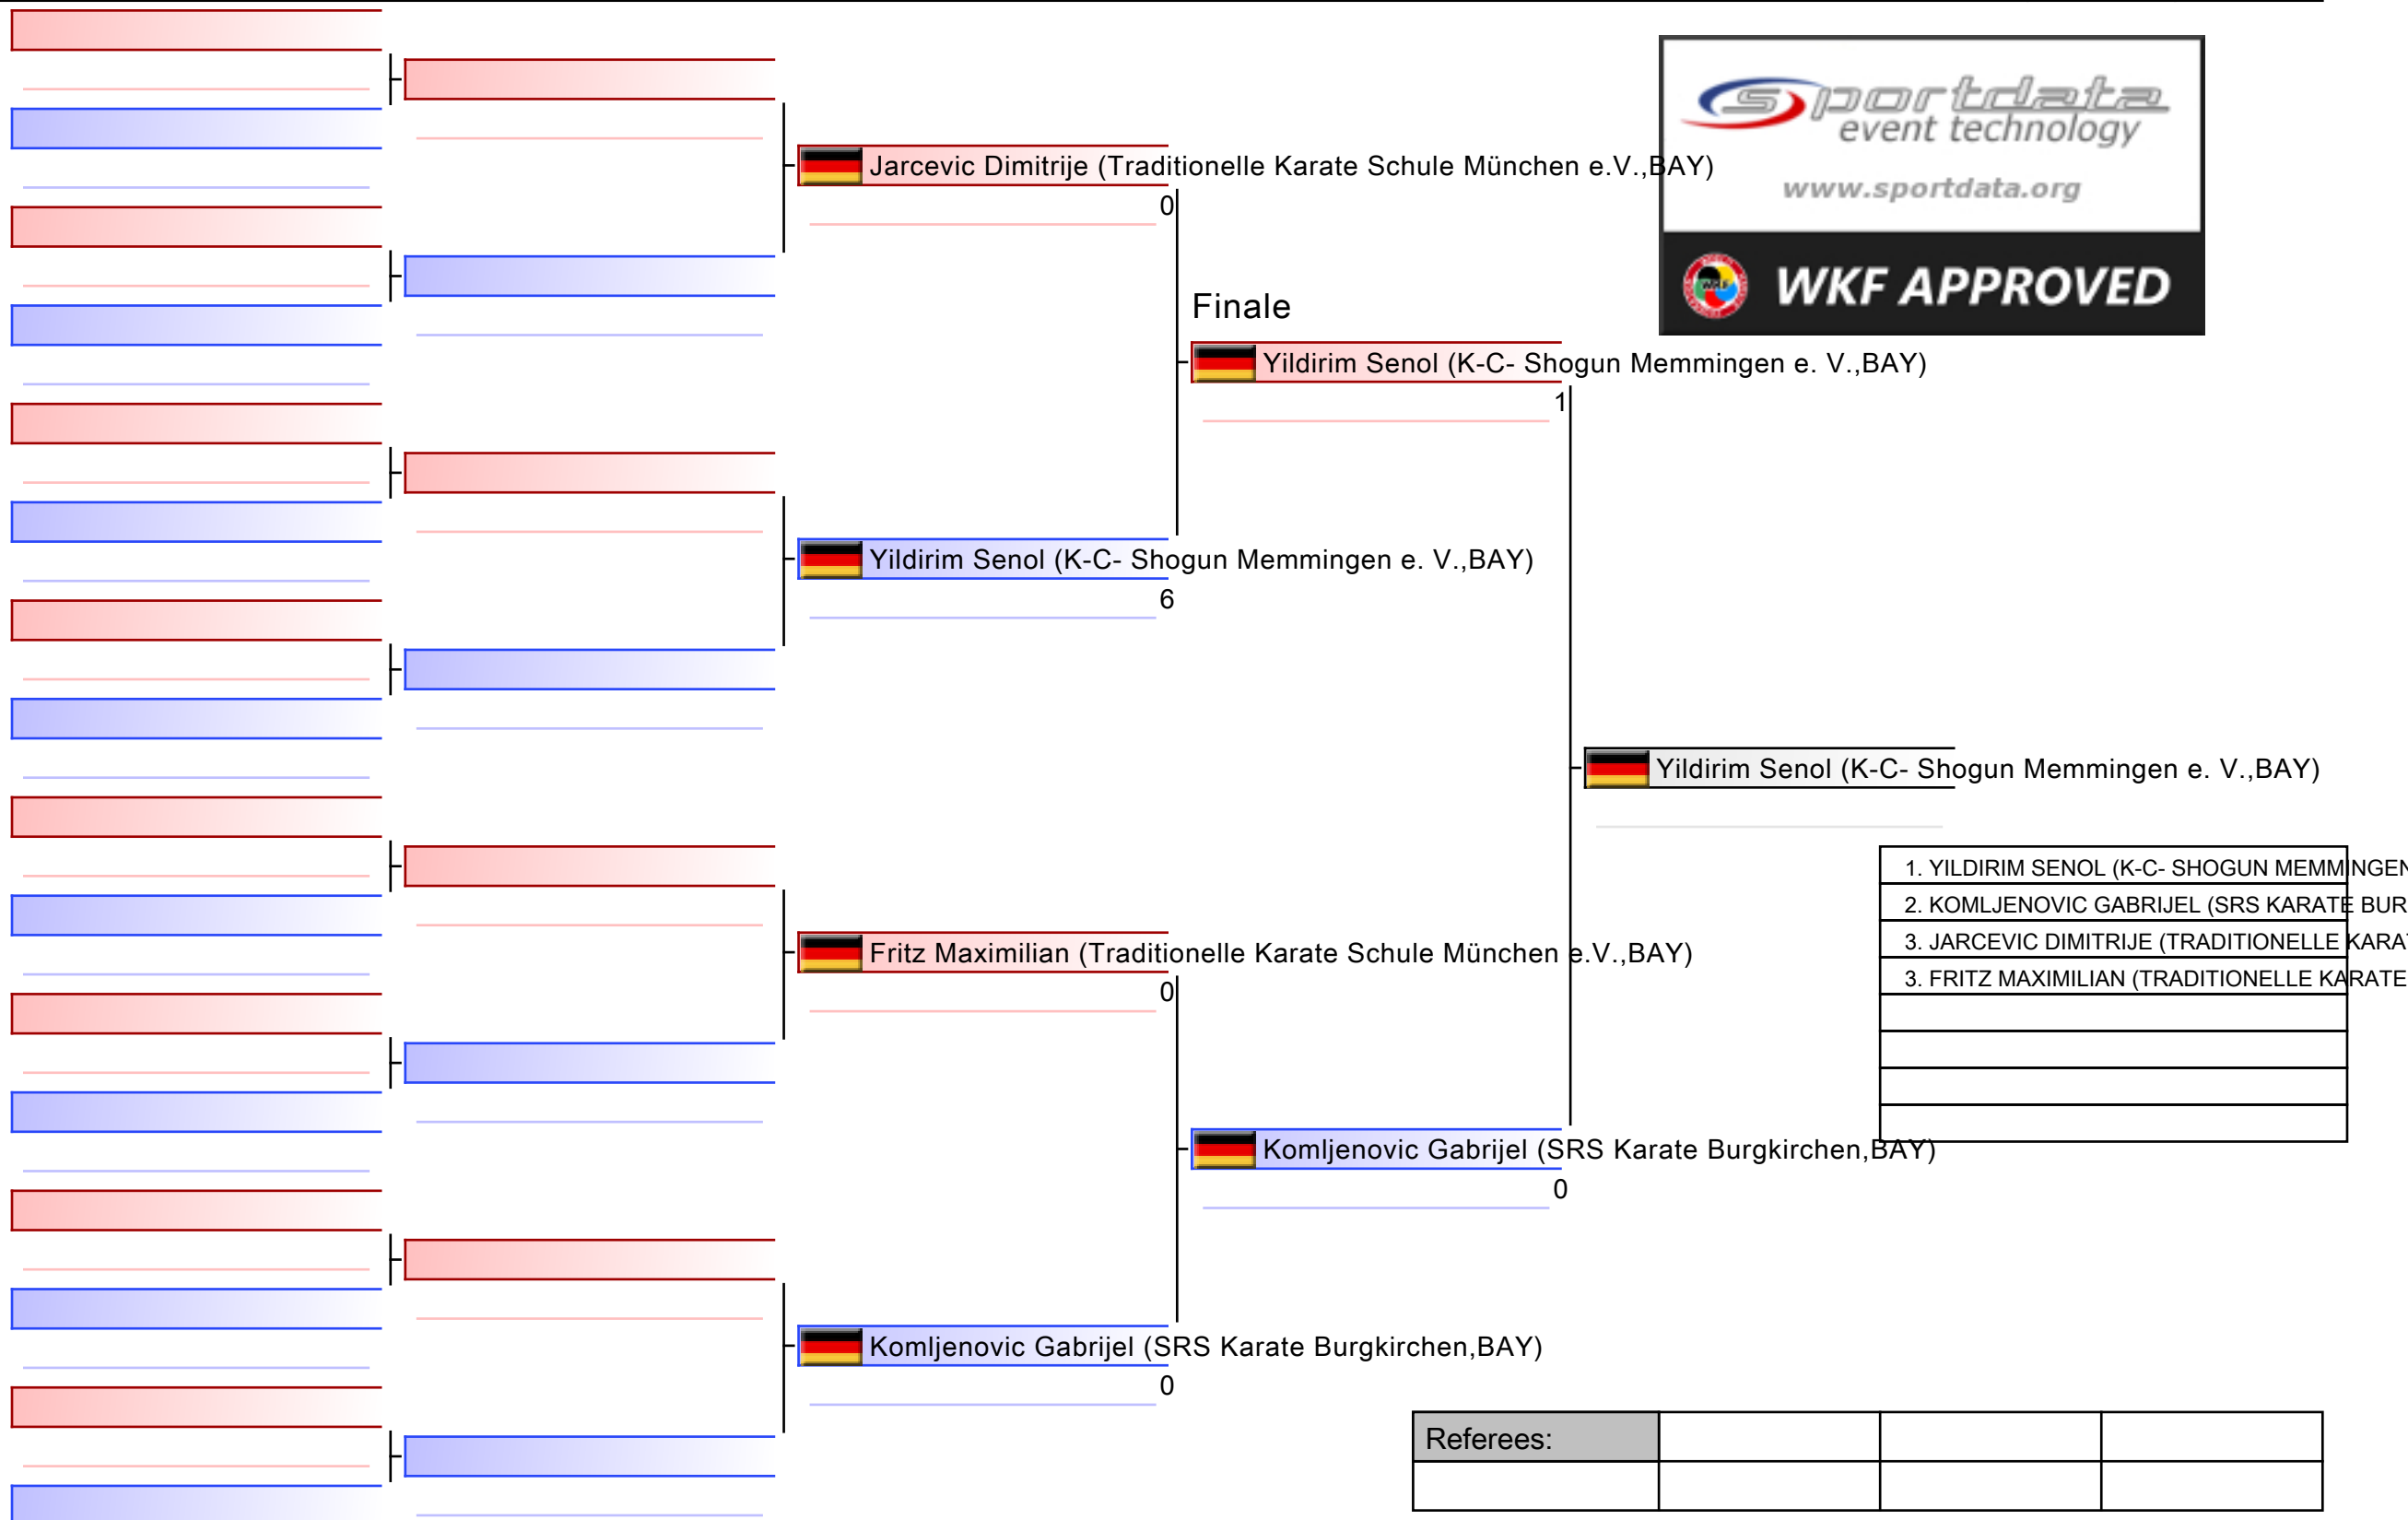 sportdata
event technology
www.sportdata.org
WKF APPROVED
Jarcevic Dimitrije (Traditionelle Karate Schule München e.V.,BAY)
0
Finale
Yildirim Senol (K-C- Shogun Memmingen e. V.,BAY)
1
Yildirim Senol (K-C- Shogun Memmingen e. V.,BAY)
6
Yildirim Senol (K-C- Shogun Memmingen e. V.,BAY)
1. YILDIRIM SENOL (K-C- SHOGUN MEMMINGEN
2. KOMLJENOVIC GABRIJEL (SRS KARATE BUR
3. JARCEVIC DIMITRIJE (TRADITIONELLE KARAT
3. FRITZ MAXIMILIAN (TRADITIONELLE KARATE
Fritz Maximilian (Traditionelle Karate Schule München e.V.,BAY)
0
Komljenovic Gabrijel (SRS Karate Burgkirchen,BAY)
0
Komljenovic Gabrijel (SRS Karate Burgkirchen,BAY)
0
Referees: